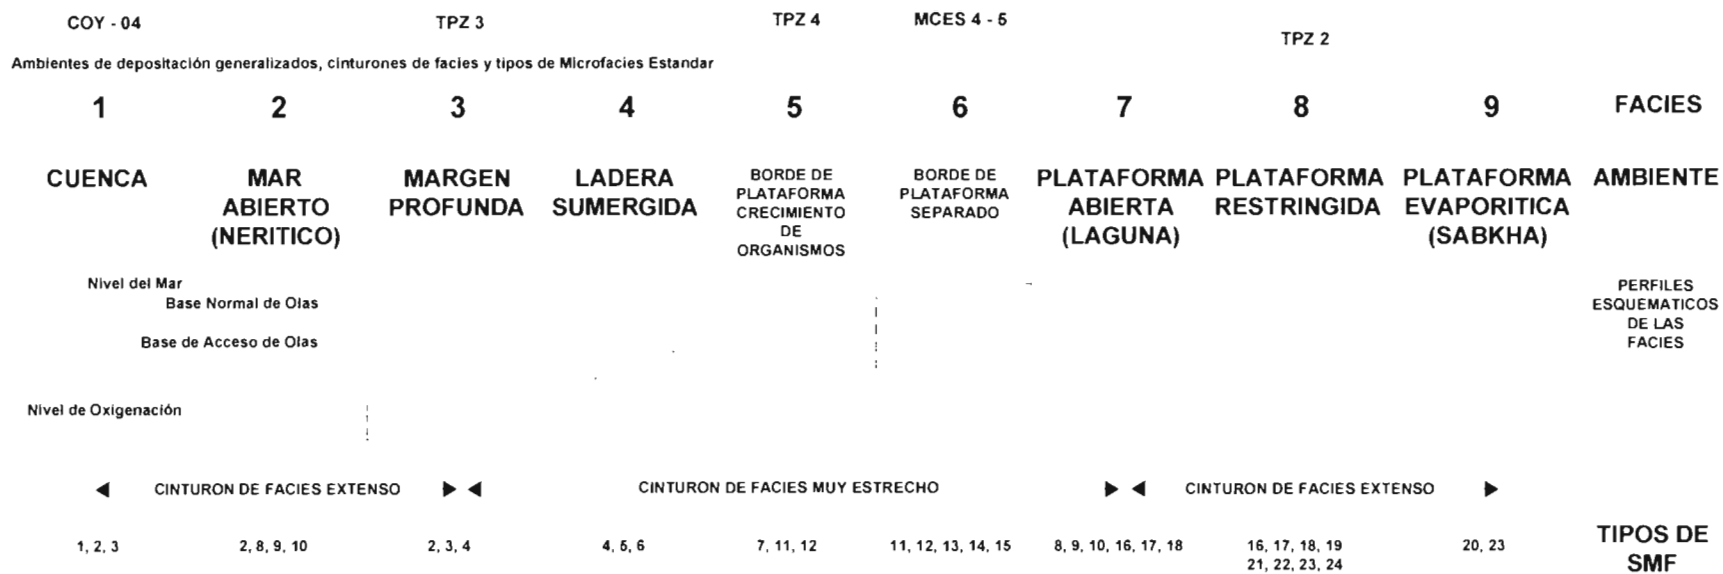 COY - 04
TPZ 3
TPZ 4
MCES 4 - 5
TPZ 2
Ambientes de depositación generalizados, cinturones de facies y tipos de Microfacies Estandar
1 2 3 4 5 6 7 8 9 FACIES
CUENCA
MAR
ABIERTO
(NERITICO)
MARGEN
PROFUNDA
LADERA
SUMERGIDA
BORDE DE
PLATAFORMA
CRECIMIENTO
DE
ORGANISMOS
BORDE DE
PLATAFORMA
SEPARADO
PLATAFORMA
ABIERTA
(LAGUNA)
PLATAFORMA
RESTRINGIDA
PLATAFORMA
EVAPORITICA
(SABKHA)
AMBIENTE
Nivel del Mar
Base Normal de Olas
Base de Acceso de Olas
Nivel de Oxigenación
PERFILES
ESQUEMATICOS
DE LAS
FACIES
CINTURON DE FACIES EXTENSO
CINTURON DE FACIES MUY ESTRECHO
CINTURON DE FACIES EXTENSO
1, 2, 3
2, 8, 9, 10
2, 3, 4
4, 5, 6
7, 11, 12
11, 12, 13, 14, 15
8, 9, 10, 16, 17, 18
16, 17, 18, 19
21, 22, 23, 24
20, 23
TIPOS DE
SMF